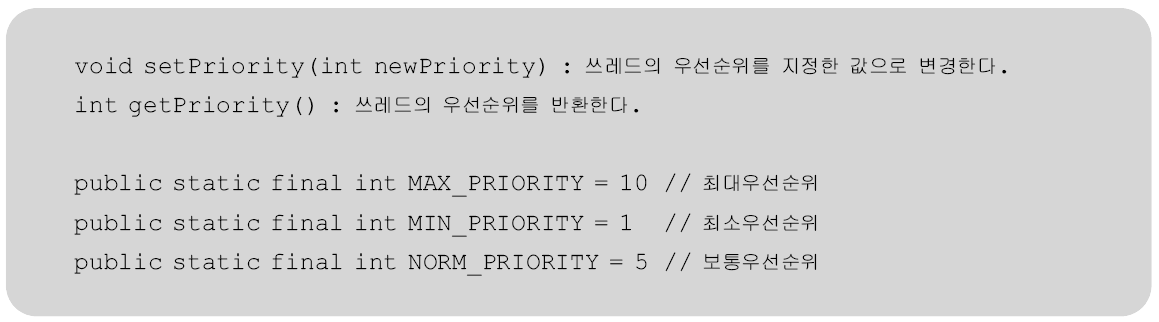 void setPriority(int newPriority) : 쓰레드의 우선순위를 지정한 값으로 변경한다.
int getPriority() : 쓰레드의 우선순위를 반환한다.
public static final int MAX_PRIORITY = 10 // 최대우선순위
public static final int MIN_PRIORITY = 1 // 최소우선순위
public static final int NORM_PRIORITY = 5 // 보통우선순위